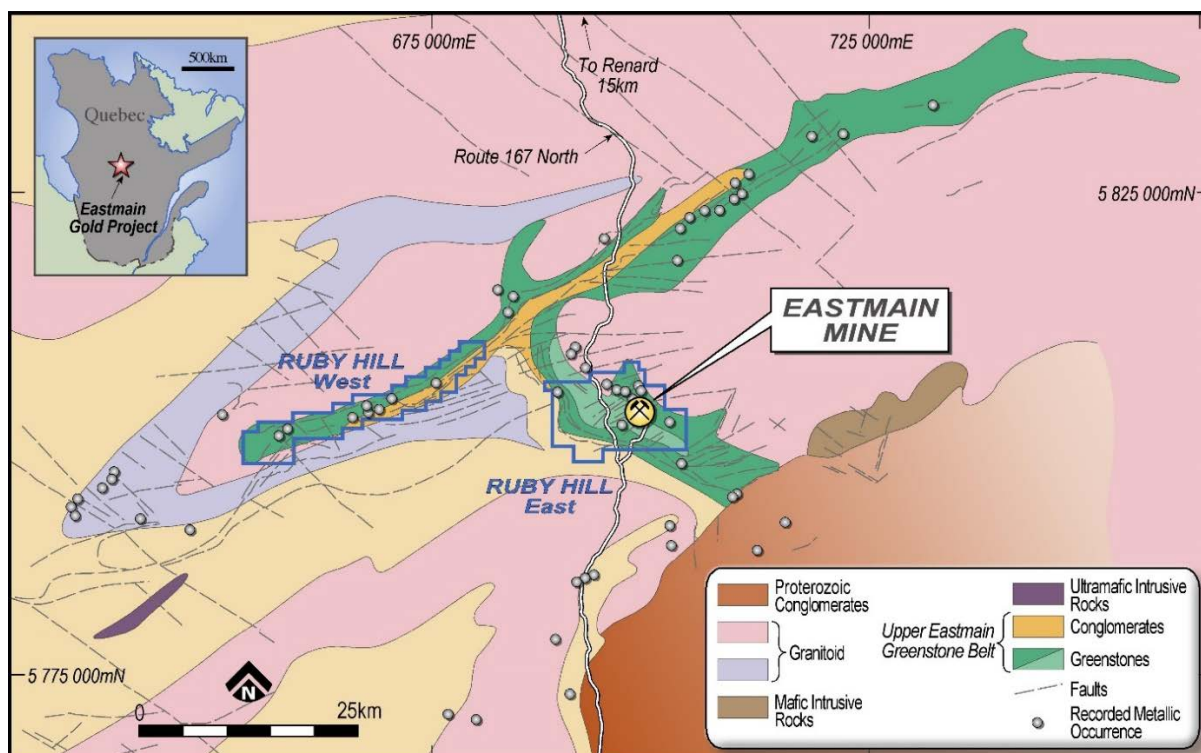 500km
Quebec
Eastmain
Gold Project
675 000mE
725 000mE
To Renard
15km
Route 167 North
5 825 000mN
EASTMAIN
MINE
RUBY HILL
West
RUBY HILL
East
5 775 000mN
N
0
25km
Proterozoic
Conglomerates
Granitoid
Mafic Intrusive
Rocks
Upper Eastmain
Greenstone Belt
Ultramafic Intrusive
Rocks
Conglomerates
Greenstones
Faults
Recorded Metallic
Occurrence